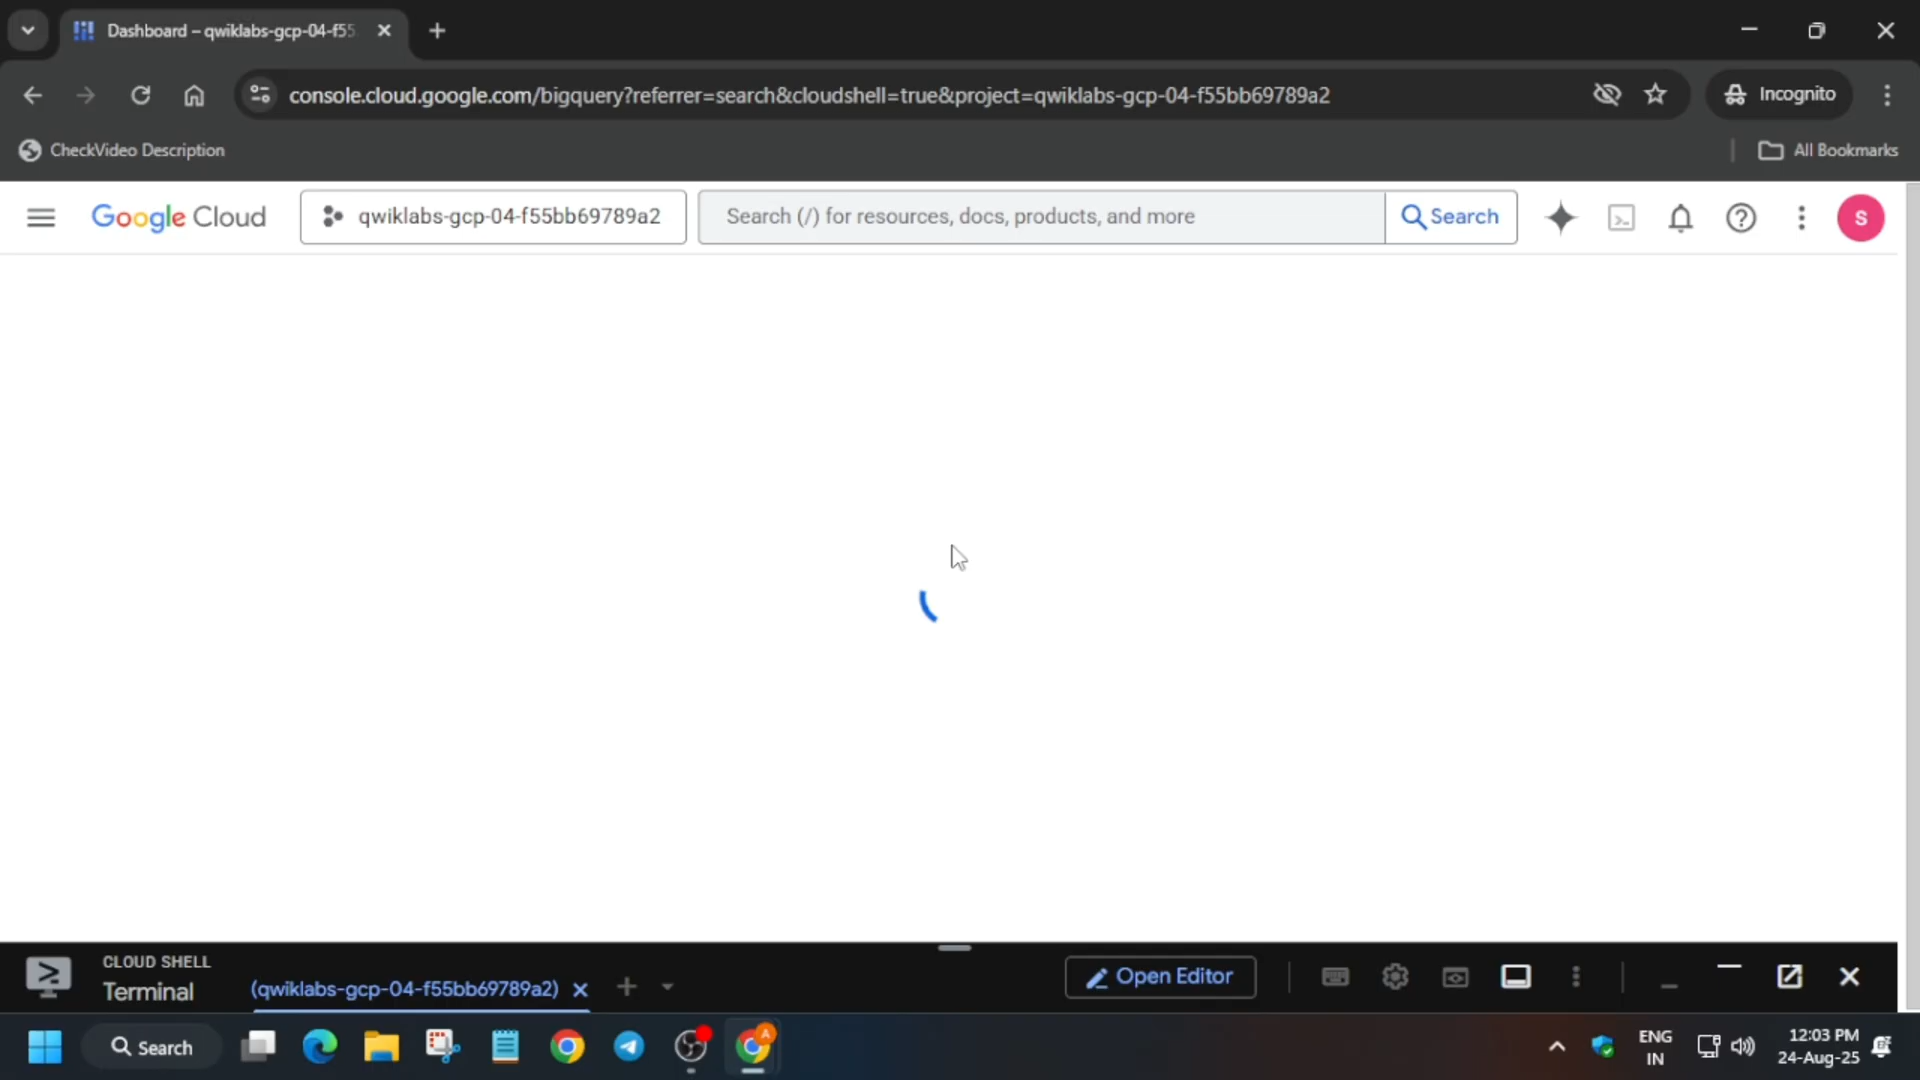 Dashboard – qwiklabs-gcp-04-f55
console.cloud.google.com/bigquery?referrer=search&cloudshell=true&project=qwiklabs-gcp-04-f55bb69789a2
Incognito
CheckVideo Description
All Bookmarks
Google Cloud
qwiklabs-gcp-04-f55bb69789a2
Search (/) for resources, docs, products, and more
Search
S
CLOUD SHELL
Terminal
(qwiklabs-gcp-04-f55bb69789a2)
Open Editor
Search
A
ENG
IN
12:03 PM
24-Aug-25